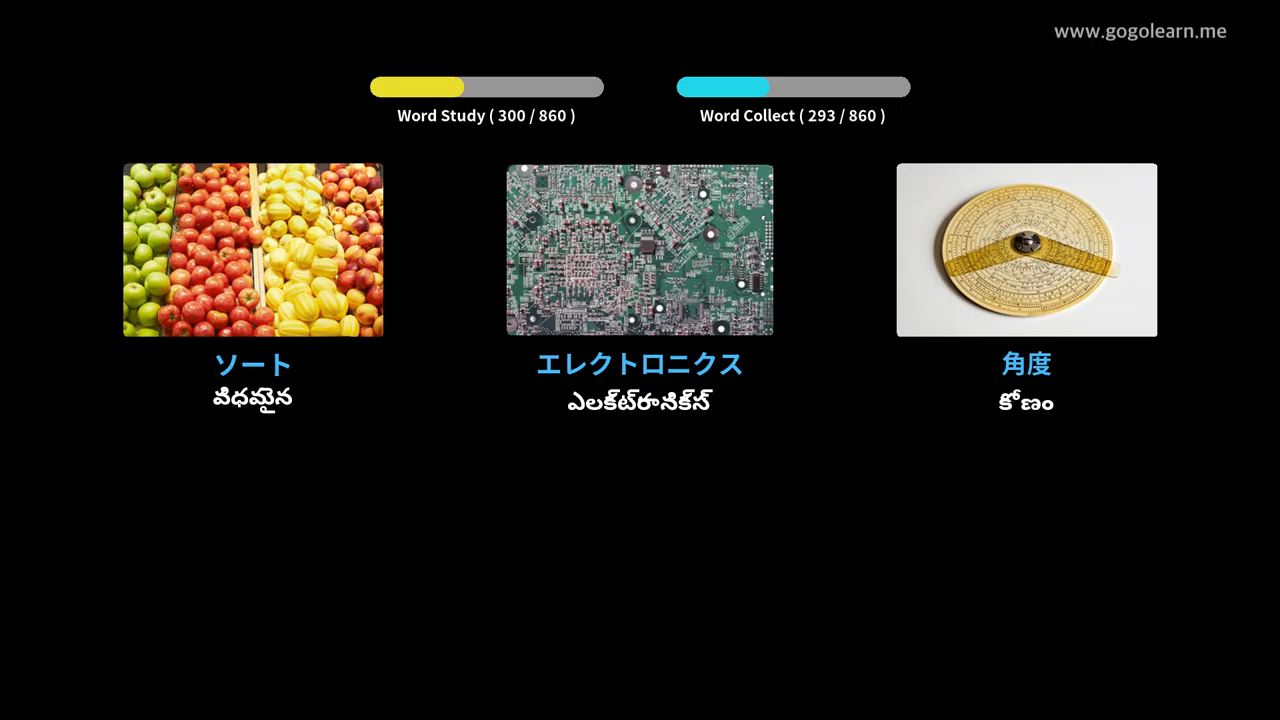 www.gogolearn.me
Word Study ( 300 / 860 )
Word Collect ( 293 / 860 )
ソート
エレクトロニクス
角度
విధమైన
ఎలక్ట్రానిక్స్
కోణం